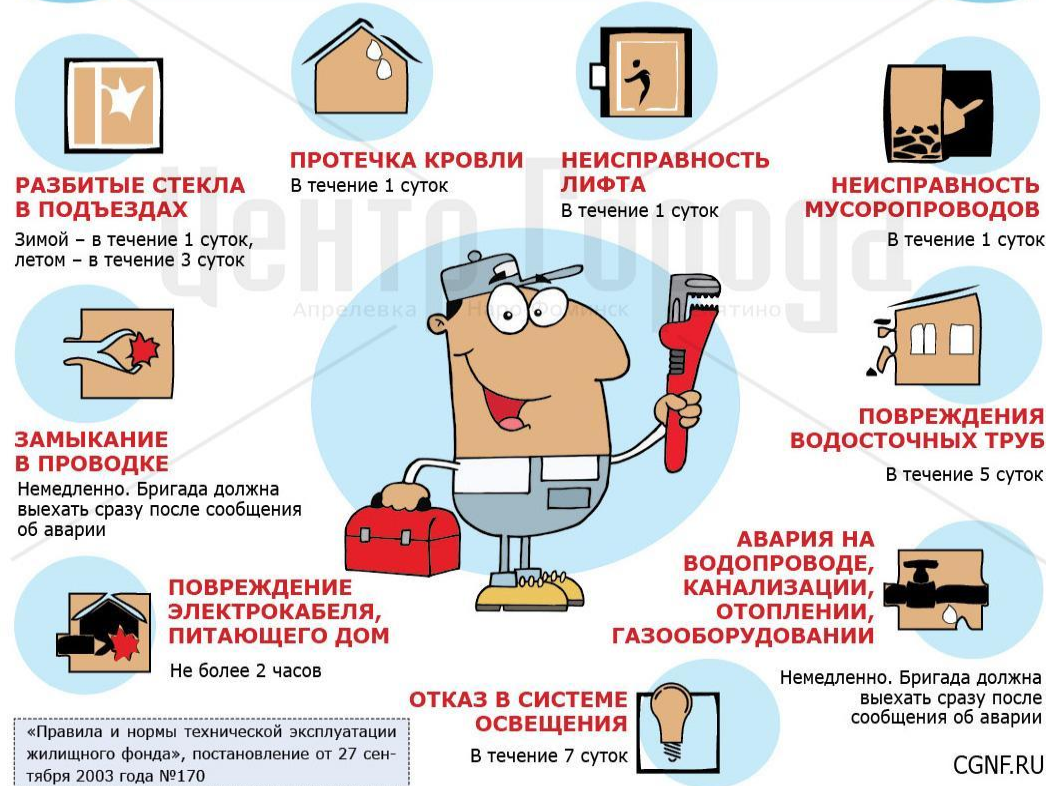 ПРОТЕЧКА КРОВЛИ
В течение 1 суток
НЕИСПРАВНОСТЬ
ЛИФТА
В течение 1 суток
РАЗБИТЫЕ СТЕКЛА
В ПОДЪЕЗДАХ
Зимой – в течение 1 суток,
летом – в течение 3 суток
НЕИСПРАВНОСТЬ
МУСОРОПРОВОДОВ
В течение 1 суток
Центр Города
Апрелевка Наро-Фоминск
ЗАМЫКАНИЕ
В ПРОВОДКЕ
Немедленно. Бригада должна
выехать сразу после сообщения
об аварии
ПОВРЕЖДЕНИЯ
ВОДОСТОЧНЫХ ТРУБ
В течение 5 суток
ПОВРЕЖДЕНИЕ
ЭЛЕКТРОКАБЕЛЯ,
ПИТАЮЩЕГО ДОМ
Не более 2 часов
АВАРИЯ НА
ВОДОПРОВОДЕ,
КАНАЛИЗАЦИИ,
ОТОПЛЕНИИ,
ГАЗООБОРУДОВАНИИ
Немедленно. Бригада должна
выехать сразу после
сообщения об аварии
ОТКАЗ В СИСТЕМЕ
ОСВЕЩЕНИЯ
В течение 7 суток
«Правила и нормы технической эксплуатации
жилищного фонда», постановление от 27 сен-
тября 2003 года №170
CGNF.RU